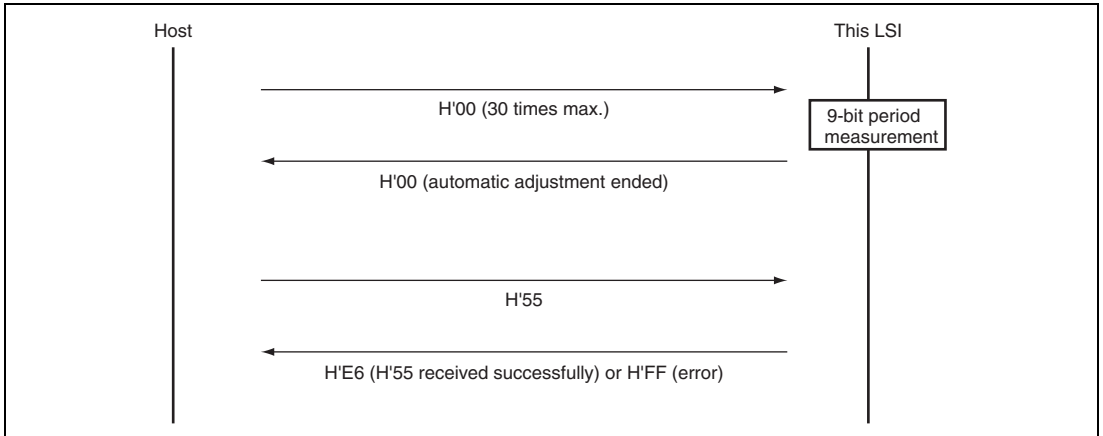 Host
This LSI
H'00 (30 times max.)
9-bit period
measurement
H'00 (automatic adjustment ended)
H'55
H'E6 (H'55 received successfully) or H'FF (error)